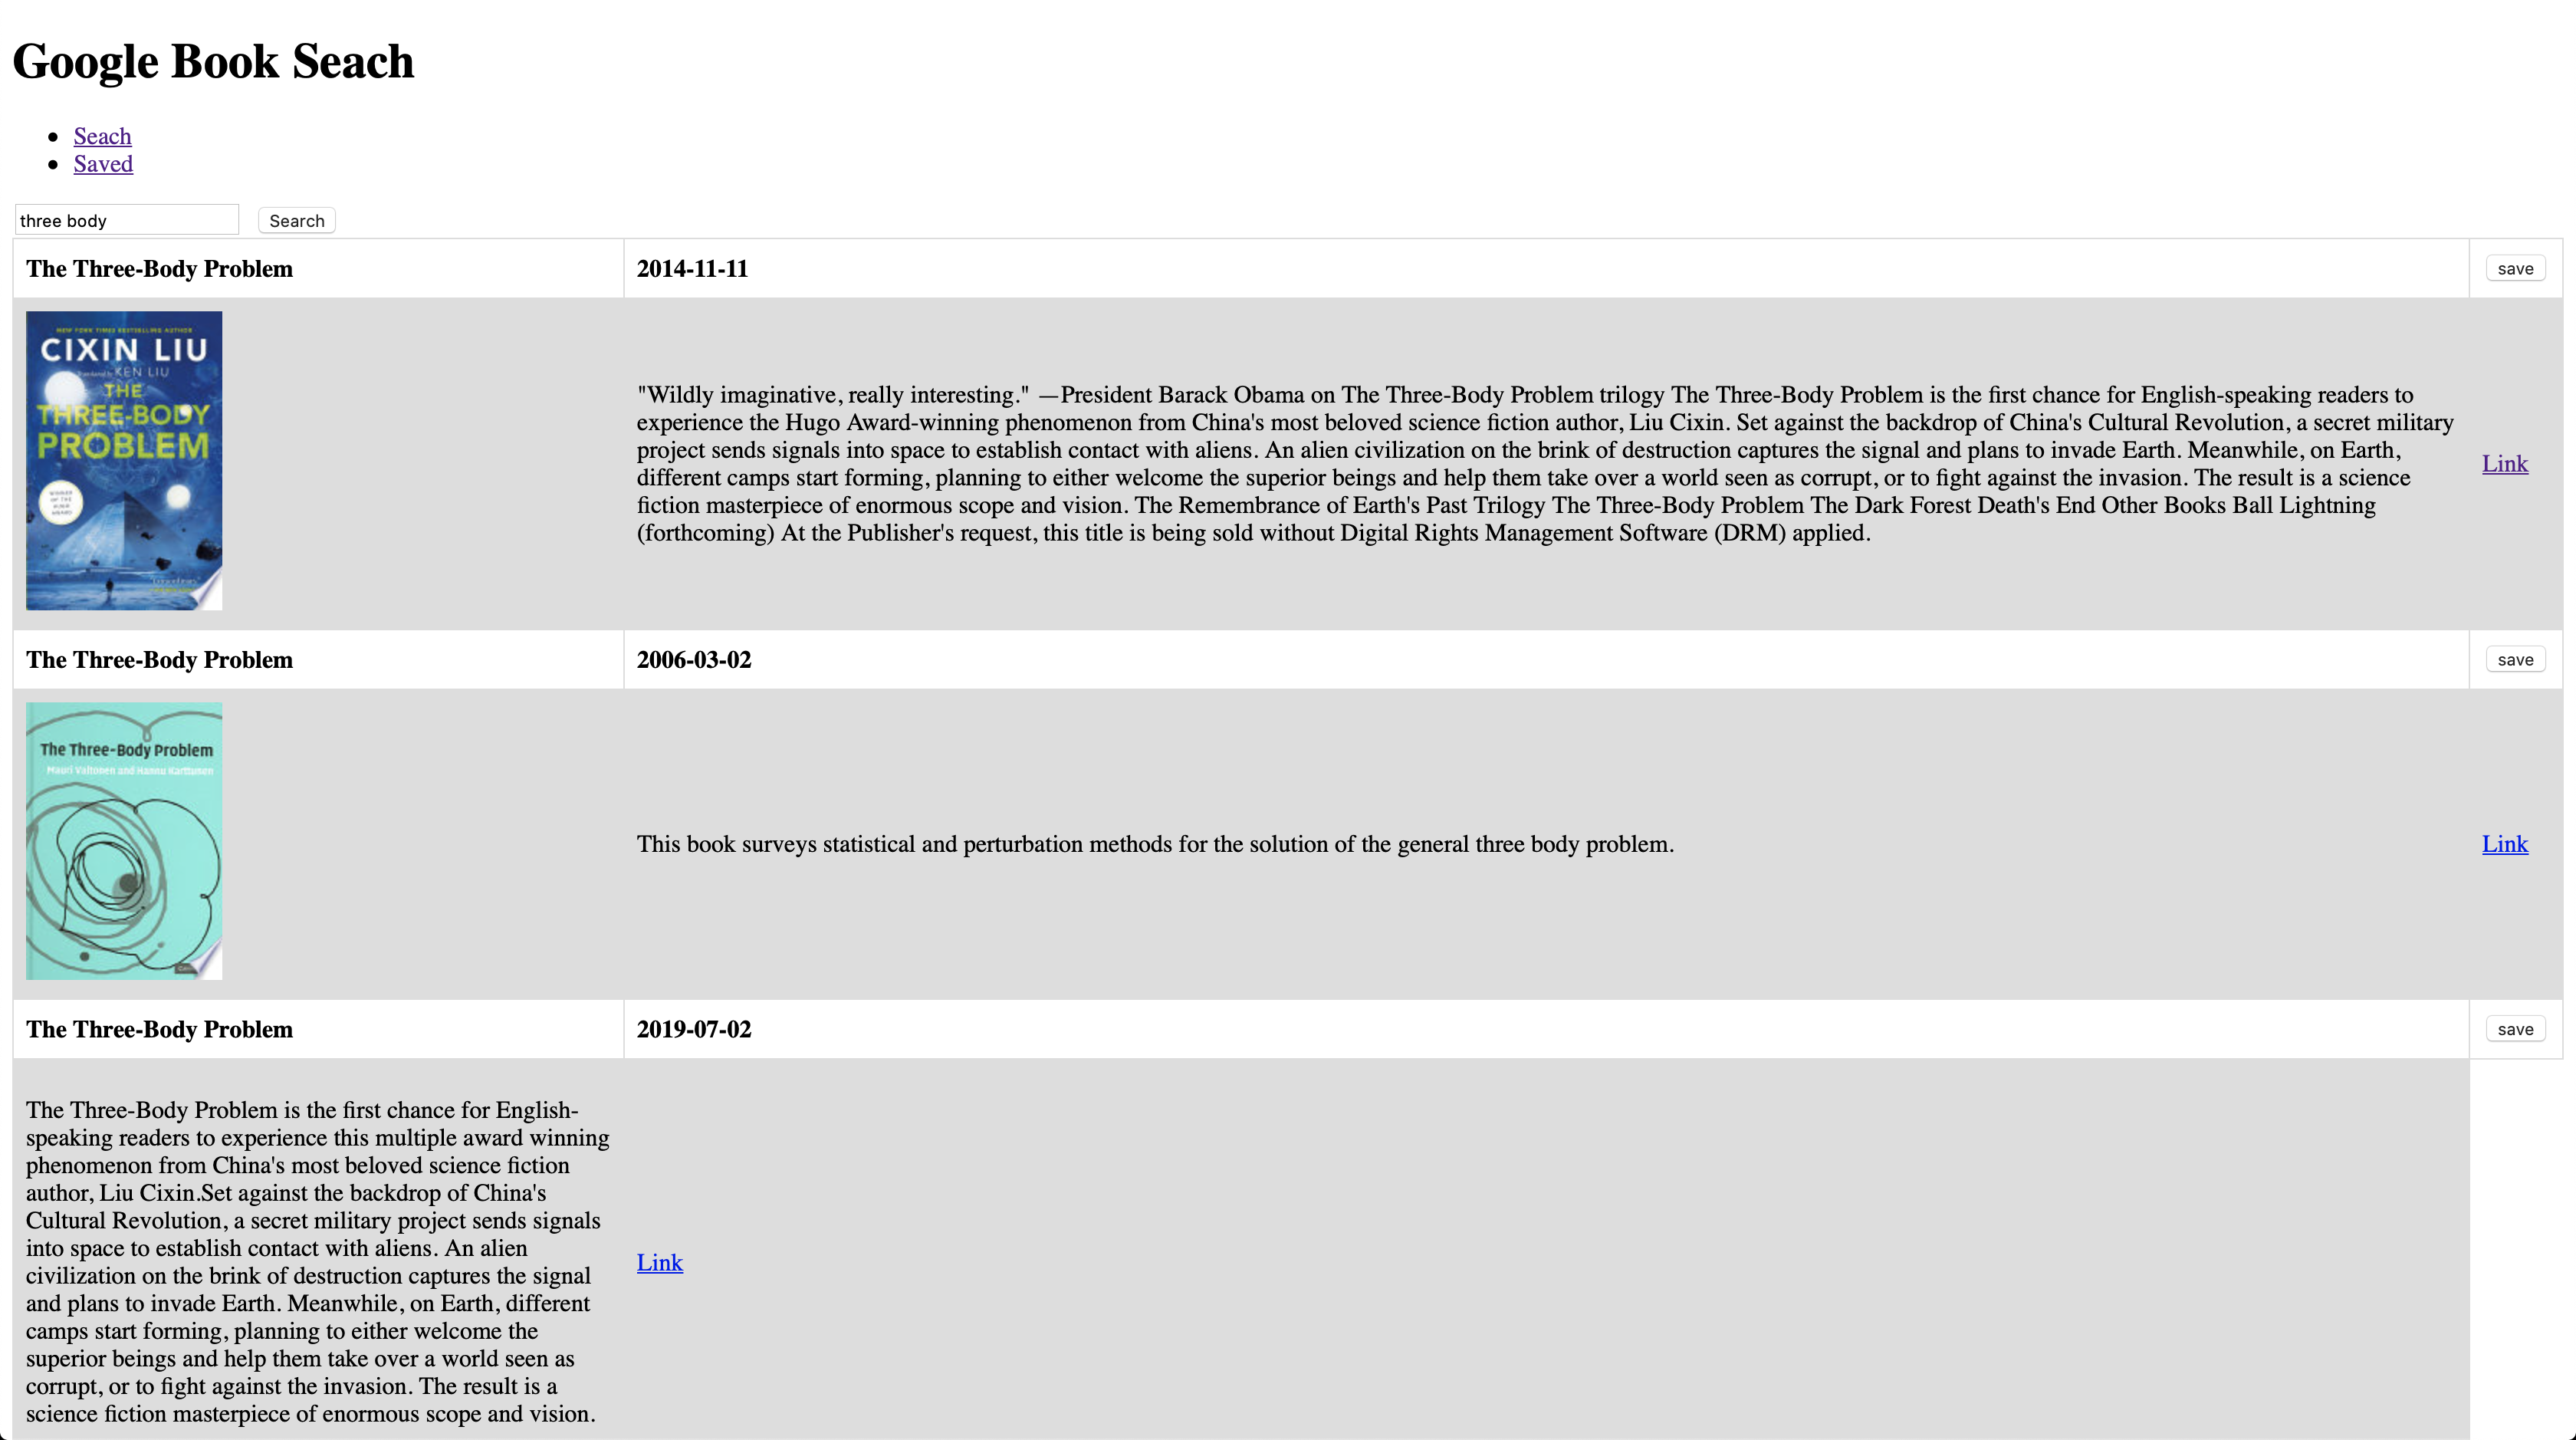 Google Book Seach
Seach
Saved
three body
Search
The Three-Body Problem
2014-11-11
save
NEW YORK TIMES BESTSELLING AUTHOR
CIXIN LIU
Translated by KEN LIU
THE
THREE-BODY
PROBLEM
WINNER
OF THE
HUGO
AWARD
"Wildly imaginative, really interesting." —President Barack Obama on The Three-Body Problem trilogy The Three-Body Problem is the first chance for English-speaking readers to
experience the Hugo Award-winning phenomenon from China's most beloved science fiction author, Liu Cixin. Set against the backdrop of China's Cultural Revolution, a secret military
project sends signals into space to establish contact with aliens. An alien civilization on the brink of destruction captures the signal and plans to invade Earth. Meanwhile, on Earth,
different camps start forming, planning to either welcome the superior beings and help them take over a world seen as corrupt, or to fight against the invasion. The result is a science
fiction masterpiece of enormous scope and vision. The Remembrance of Earth's Past Trilogy The Three-Body Problem The Dark Forest Death's End Other Books Ball Lightning
(forthcoming) At the Publisher's request, this title is being sold without Digital Rights Management Software (DRM) applied.
Link
The Three-Body Problem
2006-03-02
save
The Three-Body Problem
Mauri Valtonen and Hannu Karttunen
This book surveys statistical and perturbation methods for the solution of the general three body problem.
Link
The Three-Body Problem
2019-07-02
save
The Three-Body Problem is the first chance for English-
speaking readers to experience this multiple award winning
phenomenon from China's most beloved science fiction
author, Liu Cixin.Set against the backdrop of China's
Cultural Revolution, a secret military project sends signals
into space to establish contact with aliens. An alien
civilization on the brink of destruction captures the signal
and plans to invade Earth. Meanwhile, on Earth, different
camps start forming, planning to either welcome the
superior beings and help them take over a world seen as
corrupt, or to fight against the invasion. The result is a
science fiction masterpiece of enormous scope and vision.
Link